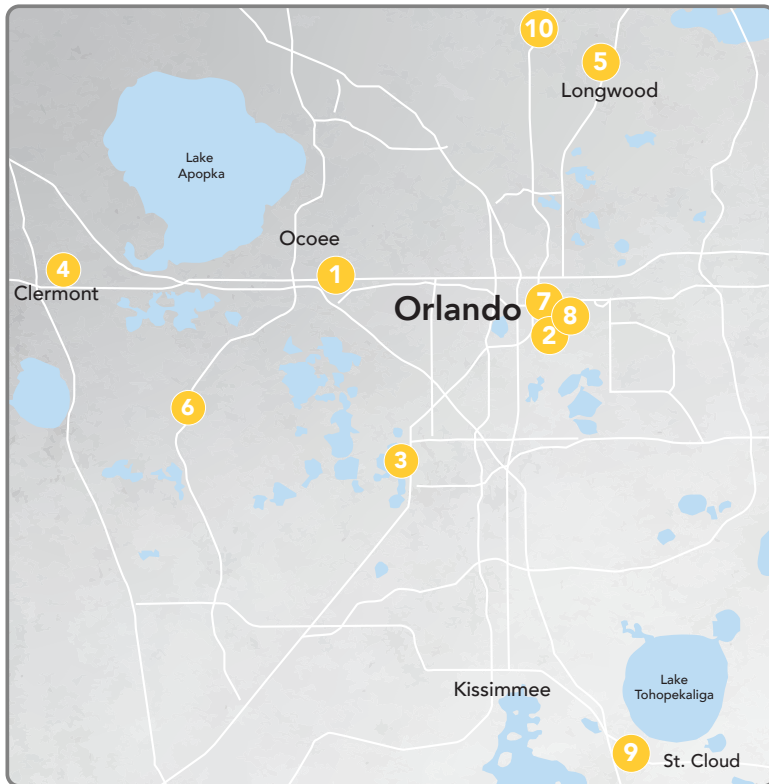 10
5
Longwood
Lake
Apopka
Ocoee
4
1
Clermont
7
Orlando
8
2
6
3
Kissimmee
Lake
Tohopekaliga
9
St. Cloud